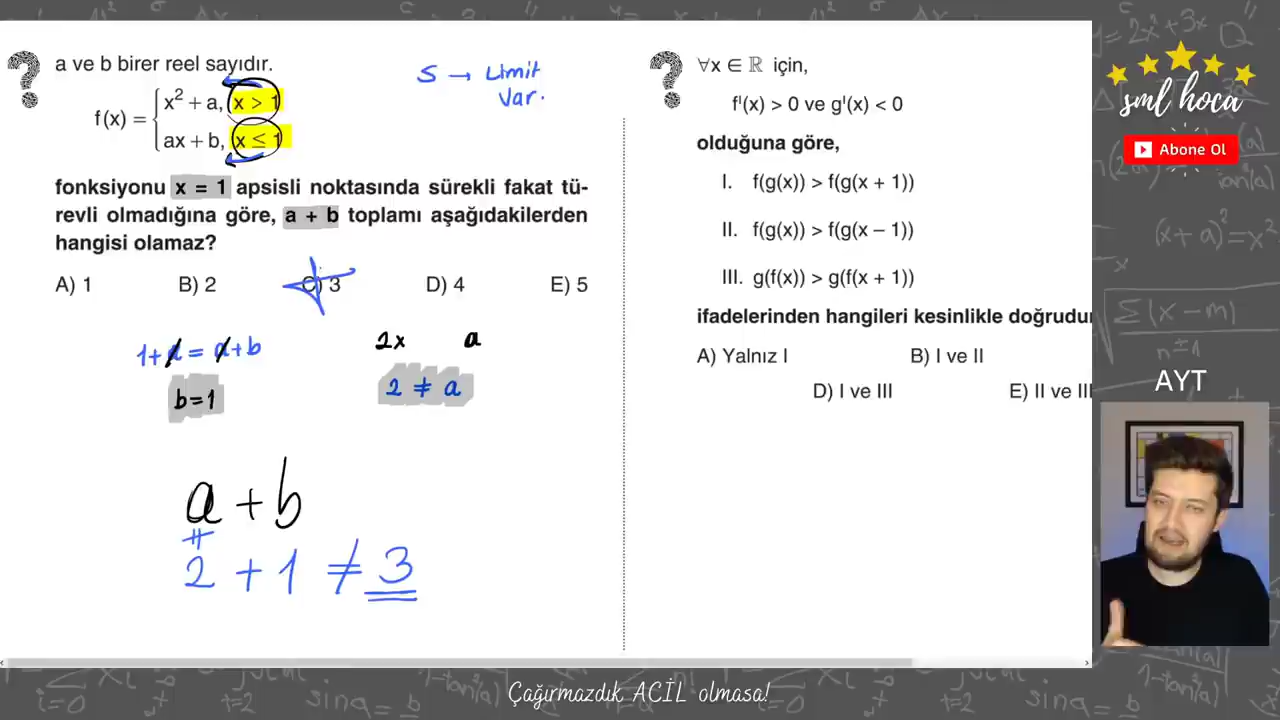 a ve b birer reel sayıdır.
f(x) = { x² + a, x > 1
ax + b, x ≤ 1
S → Limit
Var.
fonksiyonu x = 1 apsisli noktasında sürekli fakat tü-
revli olmadığına göre, a + b toplamı aşağıdakilerden
hangisi olamaz?
A) 1 B) 2 C) 3 D) 4 E) 5
1 + a = a + b
b = 1
2x a
2 ≠ a
a + b
≠
2 + 1 ≠ 3
∀x ∈ ℝ için,
fᴵ(x) > 0 ve gᴵ(x) < 0
olduğuna göre,
I. f(g(x)) > f(g(x + 1))
II. f(g(x)) > f(g(x – 1))
III. g(f(x)) > g(f(x + 1))
ifadelerinden hangileri kesinlikle doğrudu
A) Yalnız I B) I ve II
D) I ve III E) II ve III
sml hoca
Abone Ol
AYT
Çağırmazdık ACİL olmasa!